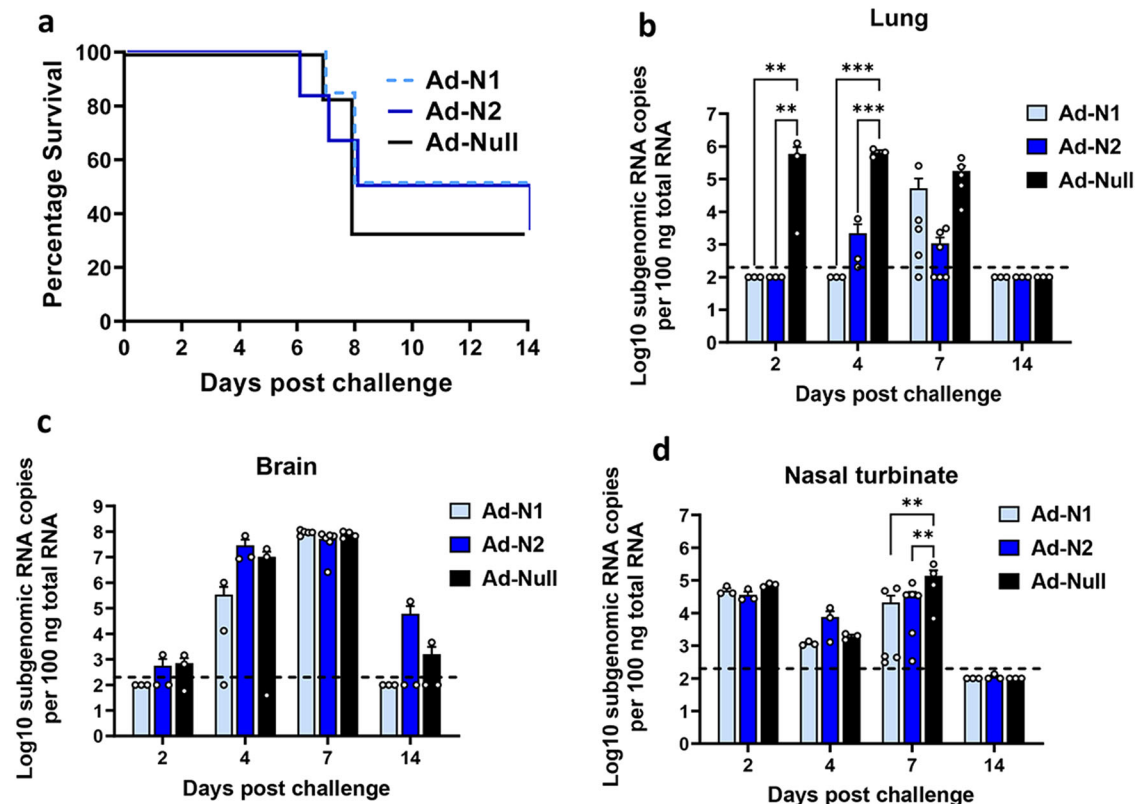 a
Percentage Survival
100
80
60
40
20
0
0 2 4 6 8 10 12 14
Days post challenge
Ad-N1
Ad-N2
Ad-Null
b
Lung
Log10 subgenomic RNA copies
per 100 ng total RNA
7
6
5
4
3
2
1
0
** ***
** ***
2 4 7 14
Days post challenge
Ad-N1
Ad-N2
Ad-Null
c
Brain
Log10 subgenomic RNA copies
per 100 ng total RNA
9
8
7
6
5
4
3
2
1
0
2 4 7 14
Days post challenge
Ad-N1
Ad-N2
Ad-Null
d
Nasal turbinate
Log10 subgenomic RNA copies
per 100 ng total RNA
7
6
5
4
3
2
1
0
**
**
2 4 7 14
Days post challenge
Ad-N1
Ad-N2
Ad-Null